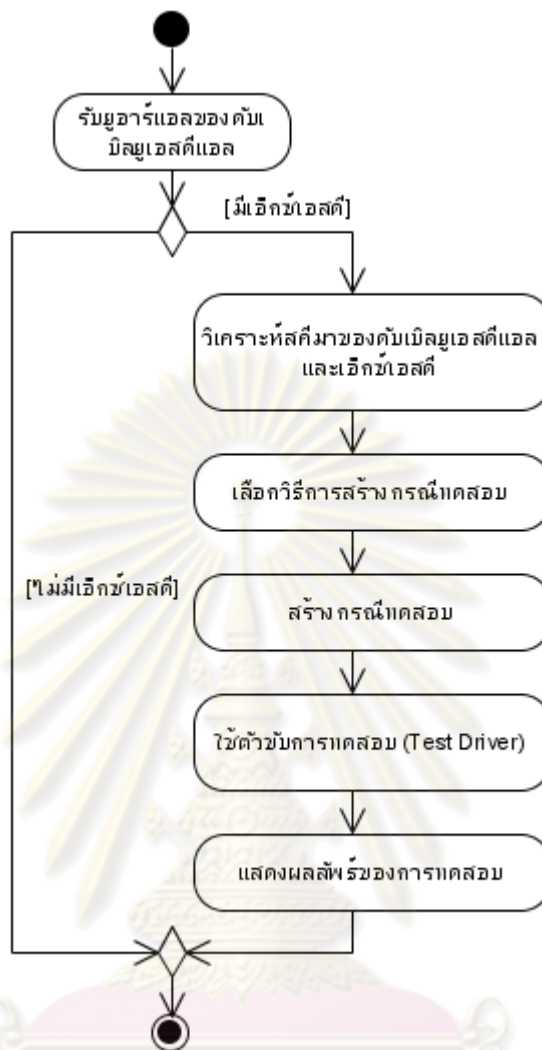 รับยูอาร์แอลของดับเ
บิลยูเอสดีแอล
[มีเอ็กซ์เอสดี]
วิเคราะห์สคีมาของดับเบิลยูเอสดีแอล
และเอ็กซ์เอสดี
เลือกวิธีการสร้างกรณีทดสอบ
[ไม่มีเอ็กซ์เอสดี]
สร้างกรณีทดสอบ
ใช้ตัวขับการทดสอบ (Test Driver)
แสดงผลลัพธ์ของการทดสอบ